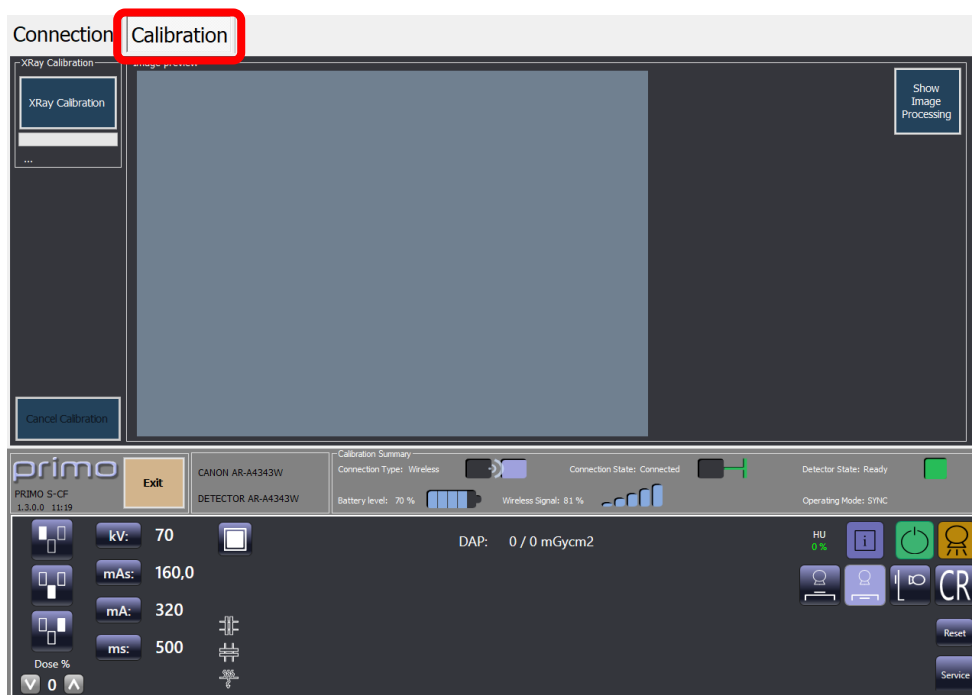 Connection Calibration
XRay Calibration
Image preview
XRay Calibration
...
Show
Image
Processing
Cancel Calibration
primo
PRIMO S-CF
1.3.0.0 11:19
Exit
CANON AR-A4343W
DETECTOR AR-A4343W
Calibration Summary
Connection Type: Wireless
Connection State: Connected
Detector State: Ready
Battery level: 70 %
Wireless Signal: 81 %
Operating Mode: SYNC
kV: 70
mAs: 160,0
mA: 320
ms: 500
Dose %
0
DAP: 0 / 0 mGycm2
HU
0 %
i
CR
Reset
Service